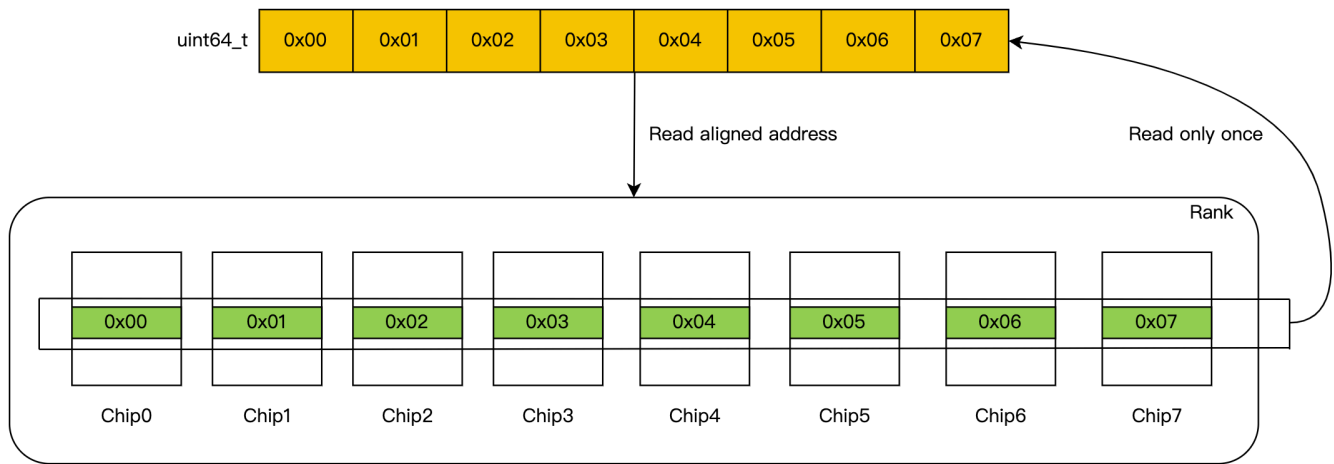 uint64_t 0x00 0x01 0x02 0x03 0x04 0x05 0x06 0x07
Read aligned address
Read only once
Rank
0x00 0x01 0x02 0x03 0x04 0x05 0x06 0x07
Chip0 Chip1 Chip2 Chip3 Chip4 Chip5 Chip6 Chip7